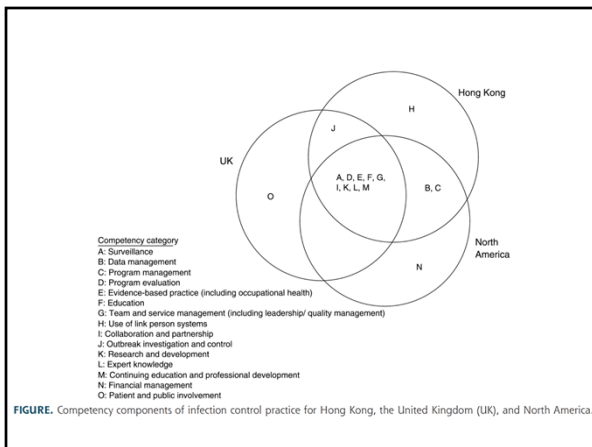 Hong Kong
H
J
UK
A, D, E, F, G,
I, K, L, M
B, C
O
North
America
N
Competency category
A: Surveillance
B: Data management
C: Program management
D: Program evaluation
E: Evidence-based practice (including occupational health)
F: Education
G: Team and service management (including leadership/ quality management)
H: Use of link person systems
I: Collaboration and partnership
J: Outbreak investigation and control
K: Research and development
L: Expert knowledge
M: Continuing education and professional development
N: Financial management
O: Patient and public involvement
FIGURE. Competency components of infection control practice for Hong Kong, the United Kingdom (UK), and North America.